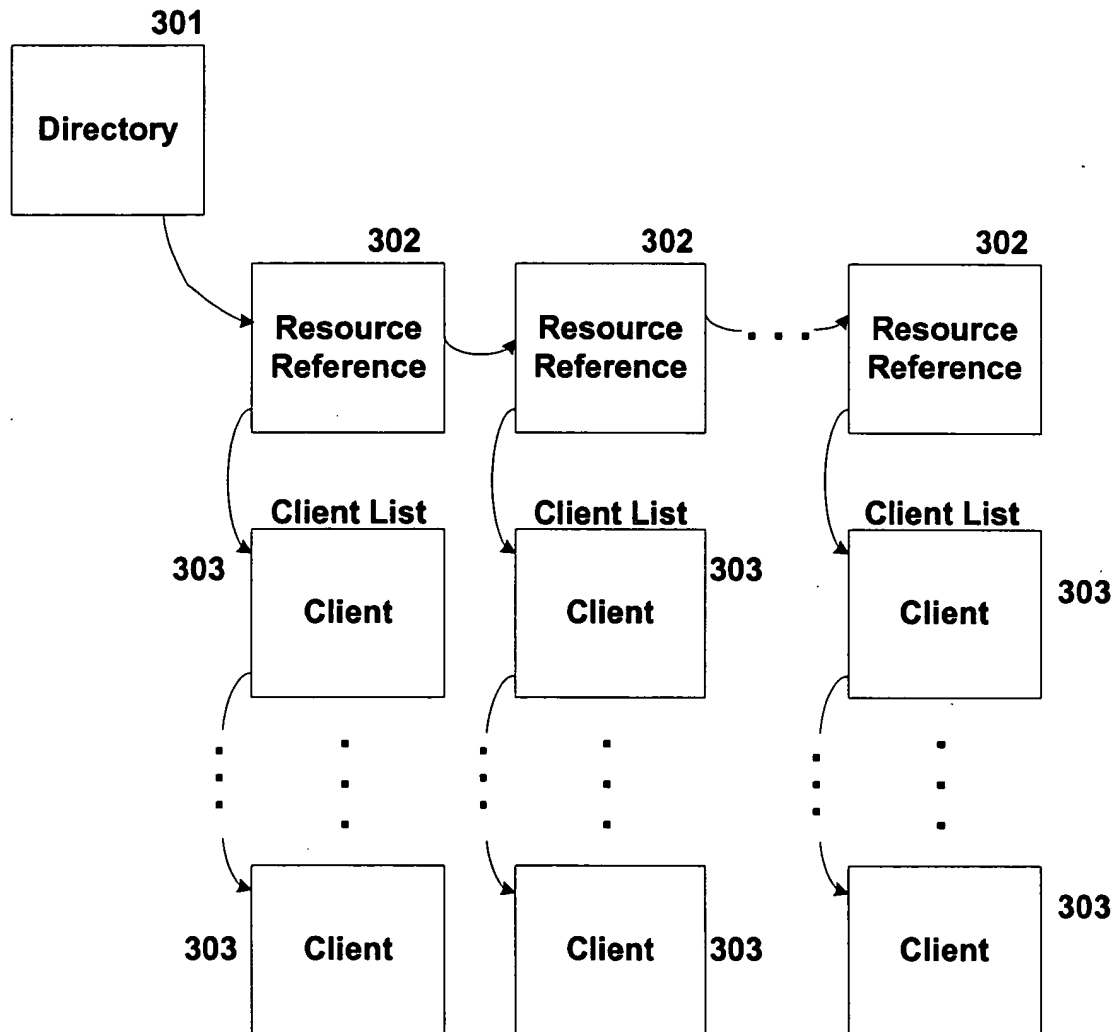 301
Directory
302
302
302
Resource
Reference
Resource
Reference
. . .
Resource
Reference
Client List
Client List
Client List
303
Client
Client
303
Client
303
303
Client
Client
303
Client
303